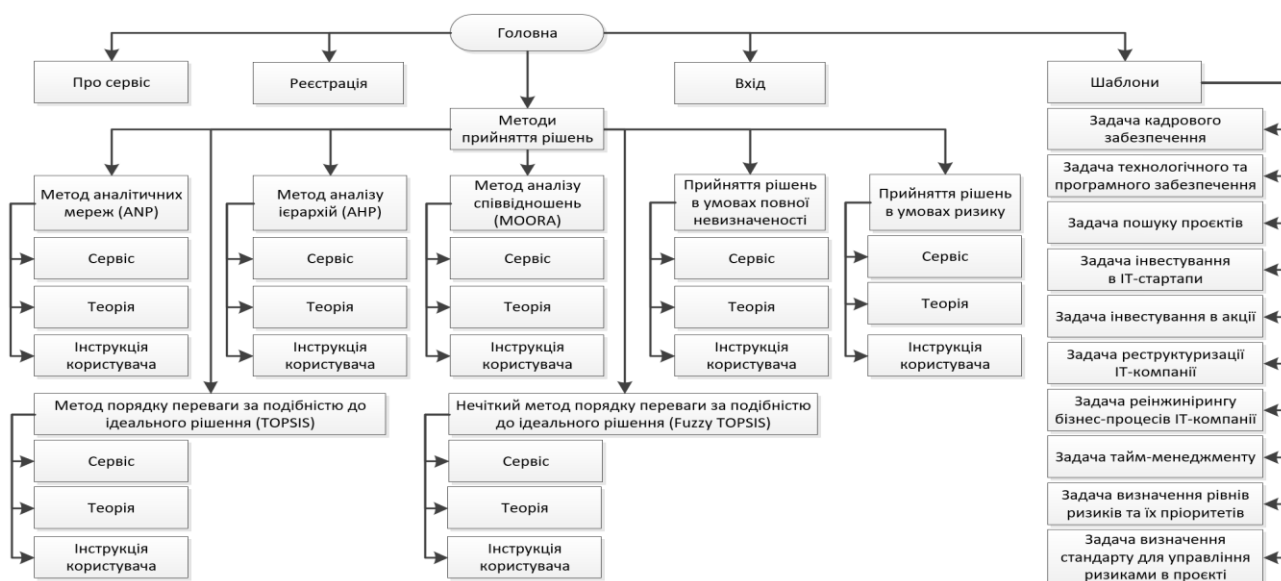 Головна
Про сервіс
Реєстрація
Вхід
Шаблони
Методи
прийняття рішень
Метод аналітичних
мереж (ANP)
Сервіс
Теорія
Інструкція
користувача
Метод аналізу
ієрархій (AHP)
Сервіс
Теорія
Інструкція
користувача
Метод аналізу
співвідношень
(MOORA)
Сервіс
Теорія
Інструкція
користувача
Прийняття рішень
в умовах повної
невизначеності
Сервіс
Теорія
Інструкція
користувача
Прийняття рішень
в умовах ризику
Сервіс
Теорія
Інструкція
користувача
Метод порядку переваги за подібністю до
ідеального рішення (TOPSIS)
Сервіс
Теорія
Інструкція
користувача
Нечіткий метод порядку переваги за подібністю
до ідеального рішення (Fuzzy TOPSIS)
Сервіс
Теорія
Інструкція
користувача
Задача кадрового
забезпечення
Задача технологічного та
програмного забезпечення
Задача пошуку проєктів
Задача інвестування
в ІТ-стартапи
Задача інвестування в акції
Задача реструктуризації
ІТ-компанії
Задача реінжинірингу
бізнес-процесів ІТ-компанії
Задача тайм-менеджменту
Задача визначення рівнів
ризиків та їх пріоритетів
Задача визначення
стандарту для управління
ризиками в проєкті